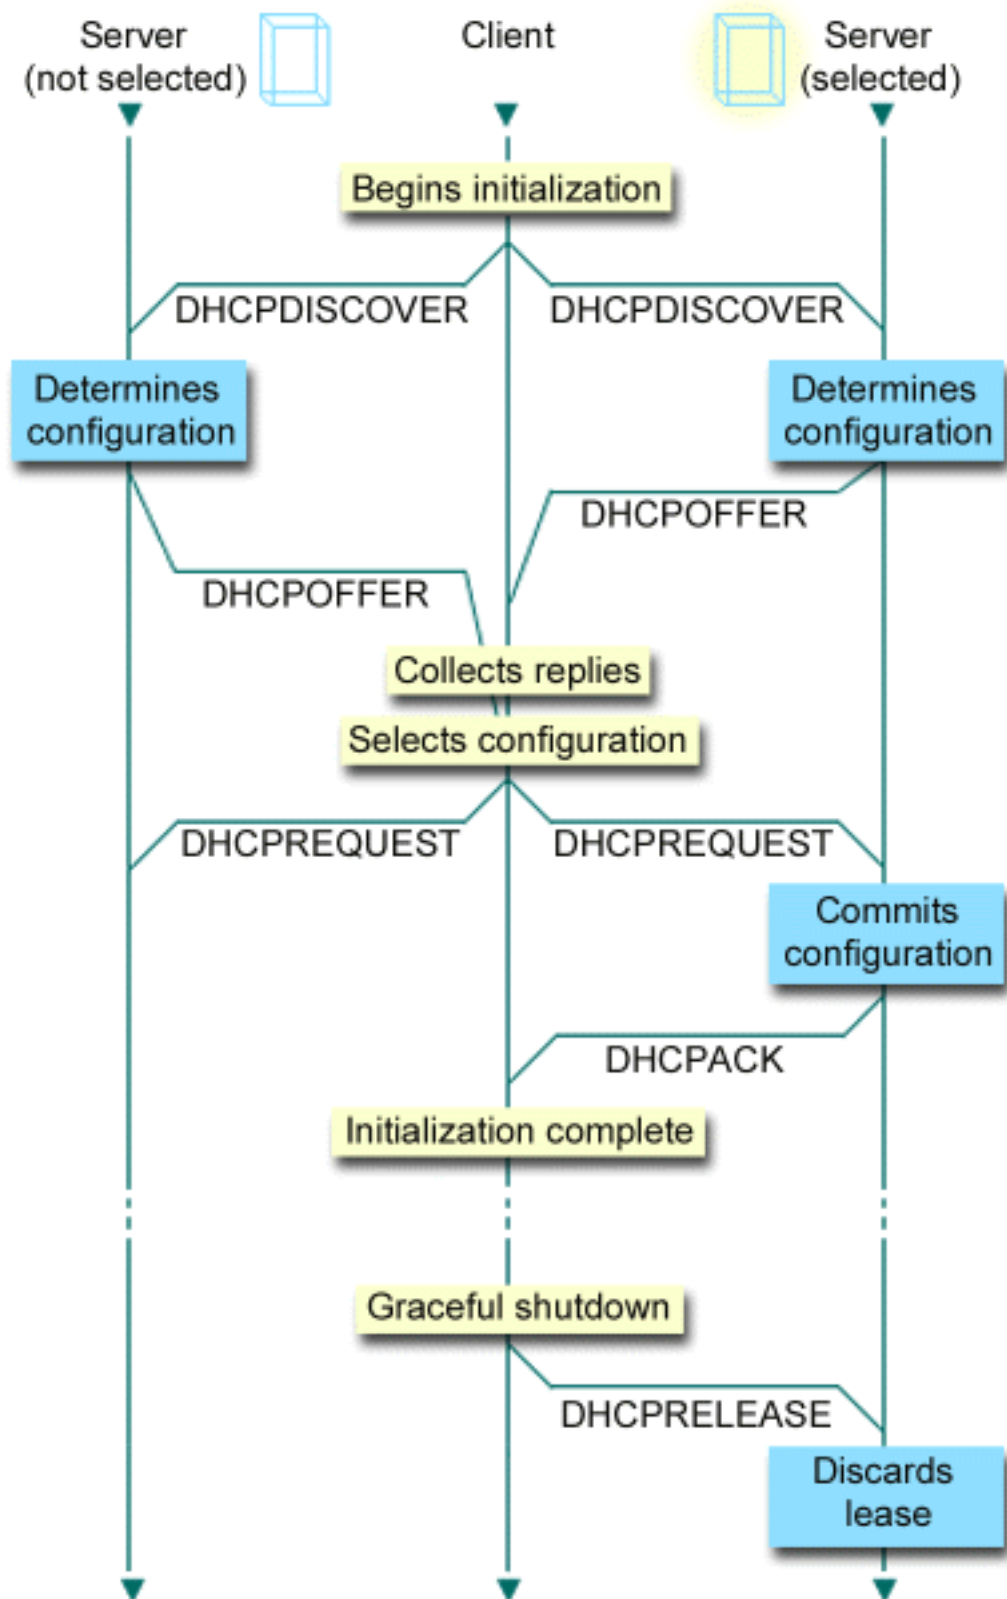 Server
(not selected)
Client
Server
(selected)
Begins initialization
DHCPDISCOVER
DHCPDISCOVER
Determines
configuration
Determines
configuration
DHCPOFFER
DHCPOFFER
Collects replies
Selects configuration
DHCPREQUEST
DHCPREQUEST
Commits
configuration
DHCPACK
Initialization complete
Graceful shutdown
DHCPRELEASE
Discards
lease